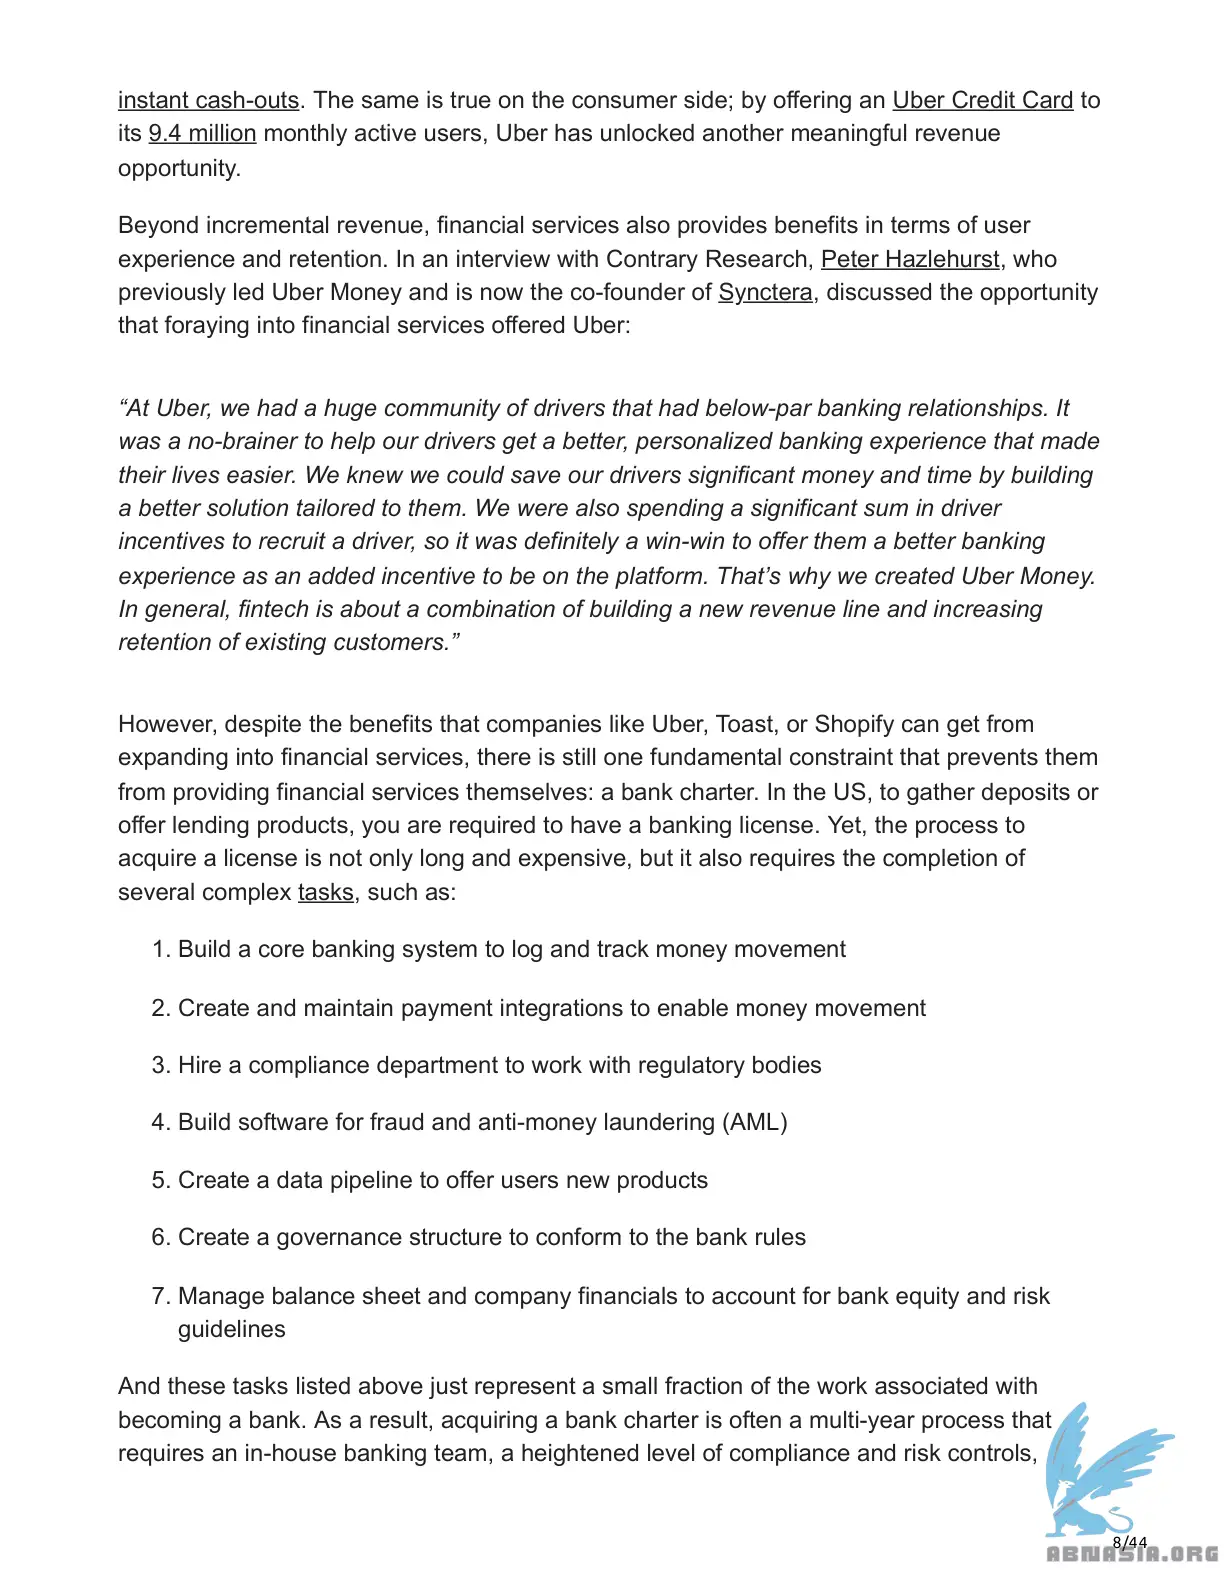 instant cash-outs. The same is true on the consumer side; by offering an Uber Credit Card to
its 9.4 million monthly active users, Uber has unlocked another meaningful revenue
opportunity.
Beyond incremental revenue, financial services also provides benefits in terms of user
experience and retention. In an interview with Contrary Research, Peter Hazlehurst, who
previously led Uber Money and is now the co-founder of Synctera, discussed the opportunity
that foraying into financial services offered Uber:
“At Uber, we had a huge community of drivers that had below-par banking relationships. It
was a no-brainer to help our drivers get a better, personalized banking experience that made
their lives easier. We knew we could save our drivers significant money and time by building
a better solution tailored to them. We were also spending a significant sum in driver
incentives to recruit a driver, so it was definitely a win-win to offer them a better banking
experience as an added incentive to be on the platform. That’s why we created Uber Money.
In general, fintech is about a combination of building a new revenue line and increasing
retention of existing customers.”
However, despite the benefits that companies like Uber, Toast, or Shopify can get from
expanding into financial services, there is still one fundamental constraint that prevents them
from providing financial services themselves: a bank charter. In the US, to gather deposits or
offer lending products, you are required to have a banking license. Yet, the process to
acquire a license is not only long and expensive, but it also requires the completion of
several complex tasks, such as:
1. Build a core banking system to log and track money movement
2. Create and maintain payment integrations to enable money movement
3. Hire a compliance department to work with regulatory bodies
4. Build software for fraud and anti-money laundering (AML)
5. Create a data pipeline to offer users new products
6. Create a governance structure to conform to the bank rules
7. Manage balance sheet and company financials to account for bank equity and risk
guidelines
And these tasks listed above just represent a small fraction of the work associated with
becoming a bank. As a result, acquiring a bank charter is often a multi-year process that
requires an in-house banking team, a heightened level of compliance and risk controls,
8/44
ABNASIA.ORG